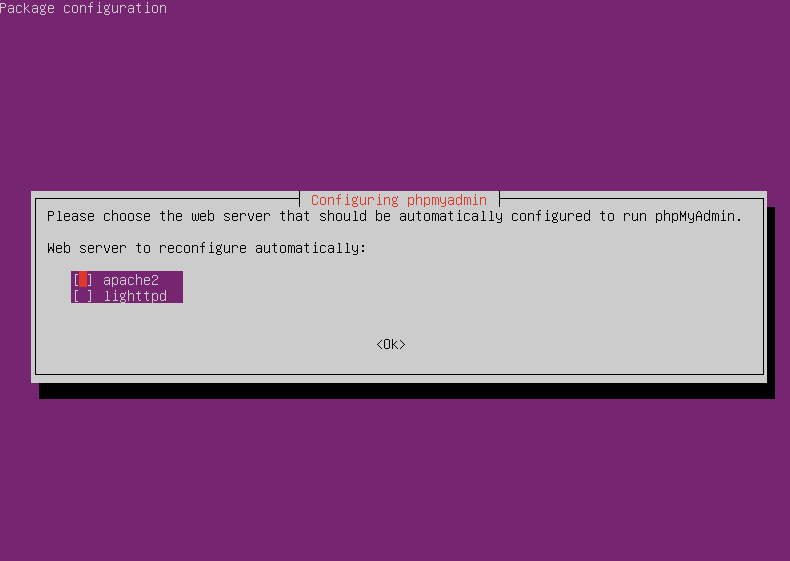 Package configuration
Configuring phpmyadmin
Please choose the web server that should be automatically configured to run phpMyAdmin.
Web server to reconfigure automatically:
[ ] apache2
[ ] lighttpd
<Ok>